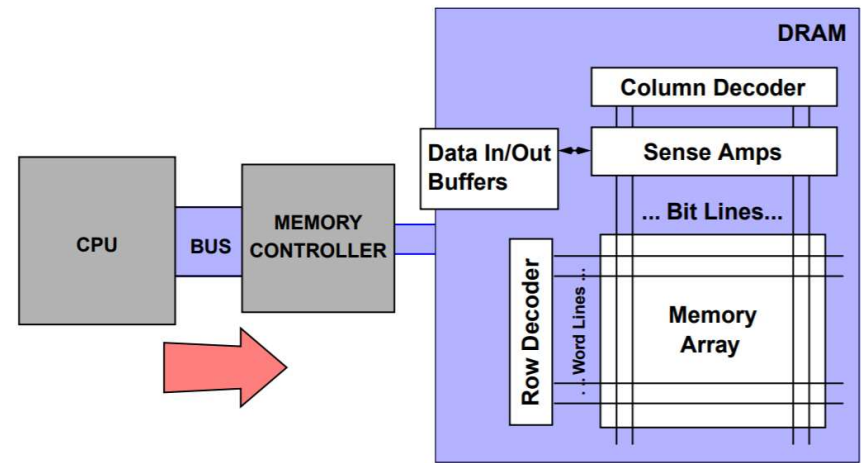 DRAM
Column Decoder
Data In/Out
Buffers
Sense Amps
... Bit Lines...
CPU
BUS
MEMORY
CONTROLLER
Row Decoder
. . .Word Lines ...
Memory
Array